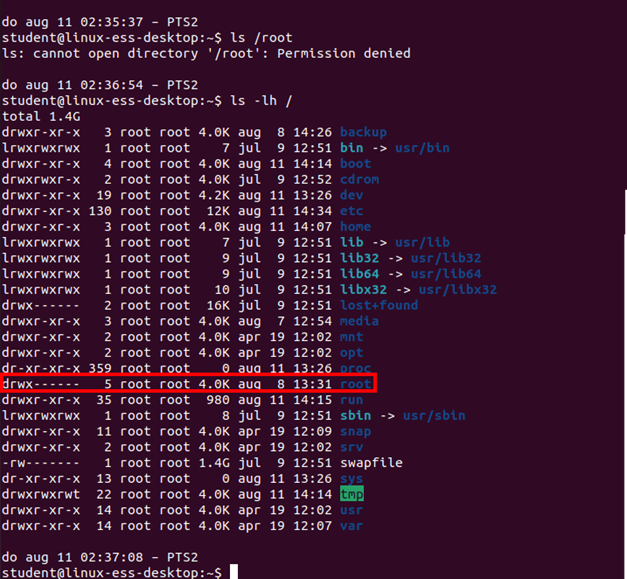 do aug 11 02:35:37 – PTS2
student@linux-ess-desktop:~$ ls /root
ls: cannot open directory '/root': Permission denied
do aug 11 02:36:54 – PTS2
student@linux-ess-desktop:~$ ls -lh /
total 1.4G
drwxr-xr-x   3 root root 4.0K aug  8 14:26 backup
lrwxrwxrwx   1 root root    7 jul  9 12:51 bin -> usr/bin
drwxr-xr-x   4 root root 4.0K aug 11 14:14 boot
drwxrwxr-x   2 root root 4.0K jul  9 12:52 cdrom
drwxr-xr-x  19 root root 4.2K aug 11 13:26 dev
drwxr-xr-x 130 root root  12K aug 11 14:34 etc
drwxr-xr-x   3 root root 4.0K aug 11 14:07 home
lrwxrwxrwx   1 root root    7 jul  9 12:51 lib -> usr/lib
lrwxrwxrwx   1 root root    9 jul  9 12:51 lib32 -> usr/lib32
lrwxrwxrwx   1 root root    9 jul  9 12:51 lib64 -> usr/lib64
lrwxrwxrwx   1 root root   10 jul  9 12:51 libx32 -> usr/libx32
drwx------   2 root root  16K jul  9 12:51 lost+found
drwxr-xr-x   3 root root 4.0K aug  7 12:54 media
drwxr-xr-x   2 root root 4.0K apr 19 12:02 mnt
drwxr-xr-x   2 root root 4.0K apr 19 12:02 opt
dr-xr-xr-x 359 root root    0 aug 11 13:26 proc
drwx------   5 root root 4.0K aug  8 13:31 root
drwxr-xr-x  35 root root  980 aug 11 14:15 run
lrwxrwxrwx   1 root root    8 jul  9 12:51 sbin -> usr/sbin
drwxr-xr-x  11 root root 4.0K apr 19 12:09 snap
drwxr-xr-x   2 root root 4.0K apr 19 12:02 srv
-rw-------   1 root root 1.4G jul  9 12:51 swapfile
dr-xr-xr-x  13 root root    0 aug 11 13:26 sys
drwxrwxrwt  22 root root 4.0K aug 11 14:14 tmp
drwxr-xr-x  14 root root 4.0K apr 19 12:02 usr
drwxr-xr-x  14 root root 4.0K apr 19 12:07 var
do aug 11 02:37:08 – PTS2
student@linux-ess-desktop:~$